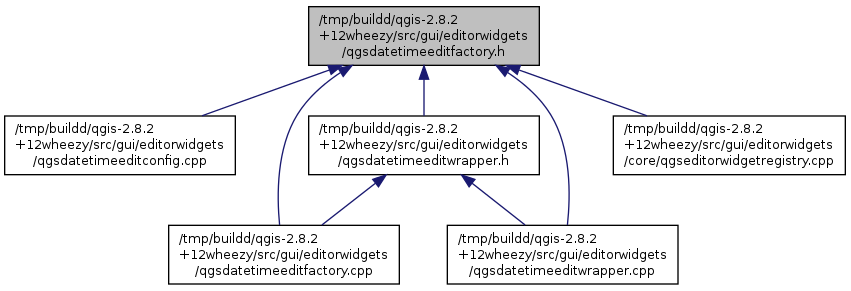 /tmp/buildd/qgis-2.8.2
+12wheezy/src/gui/editorwidgets
/qgsdatetimeeditfactory.h
/tmp/buildd/qgis-2.8.2
+12wheezy/src/gui/editorwidgets
/qgsdatetimeeditconfig.cpp
/tmp/buildd/qgis-2.8.2
+12wheezy/src/gui/editorwidgets
/qgsdatetimeeditwrapper.h
/tmp/buildd/qgis-2.8.2
+12wheezy/src/gui/editorwidgets
/core/qgseditorwidgetregistry.cpp
/tmp/buildd/qgis-2.8.2
+12wheezy/src/gui/editorwidgets
/qgsdatetimeeditfactory.cpp
/tmp/buildd/qgis-2.8.2
+12wheezy/src/gui/editorwidgets
/qgsdatetimeeditwrapper.cpp